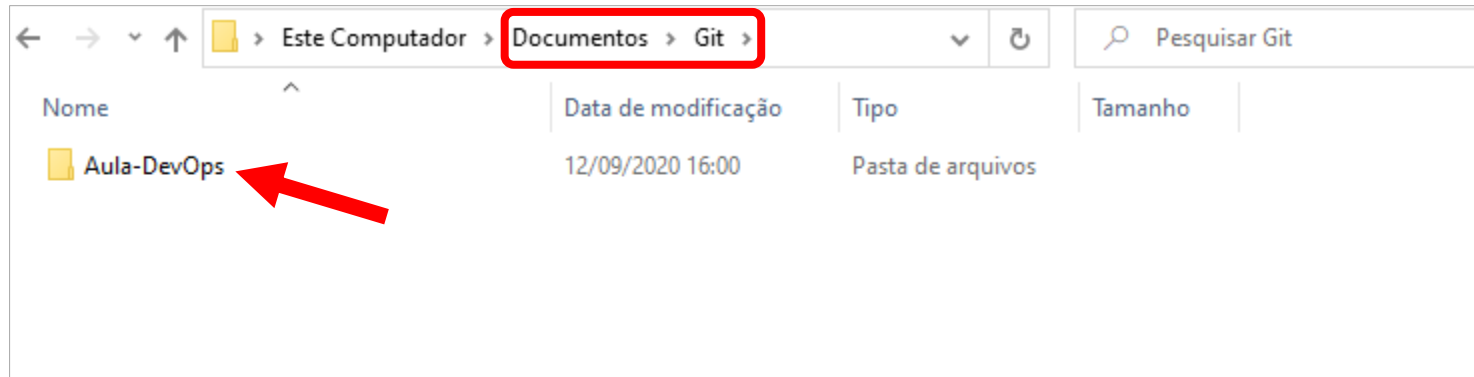 Este Computador > Documentos > Git > Pesquisar Git
Nome Data de modificação Tipo Tamanho
Aula-DevOps 12/09/2020 16:00 Pasta de arquivos